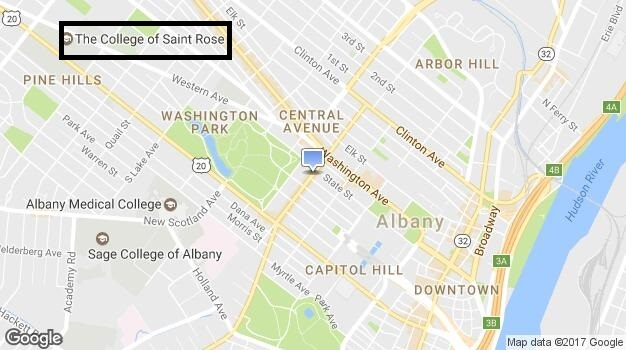 20
Elk St
3rd St
1st St
2nd St
Erie Blvd
The College of Saint Rose
Clinton Ave
32
ARBOR HILL
PINE HILLS
Western Ave
4A
N Ferry St
WASHINGTON
PARK
CENTRAL
AVENUE
Park Ave
Quail St
Clinton Ave
Warren St
S Lake Ave
20
Elk St
Washington Ave
4B
State St
Hudson River
Albany Medical College
New Scotland Ave
Dana Ave
Morris St
Albany
Broadway
32
Sage College of Albany
Academy Rd
Holland Ave
CAPITOL HILL
3A
Myrtle Ave
Park Ave
DOWNTOWN
3B
Google
Map data ©2017 Google